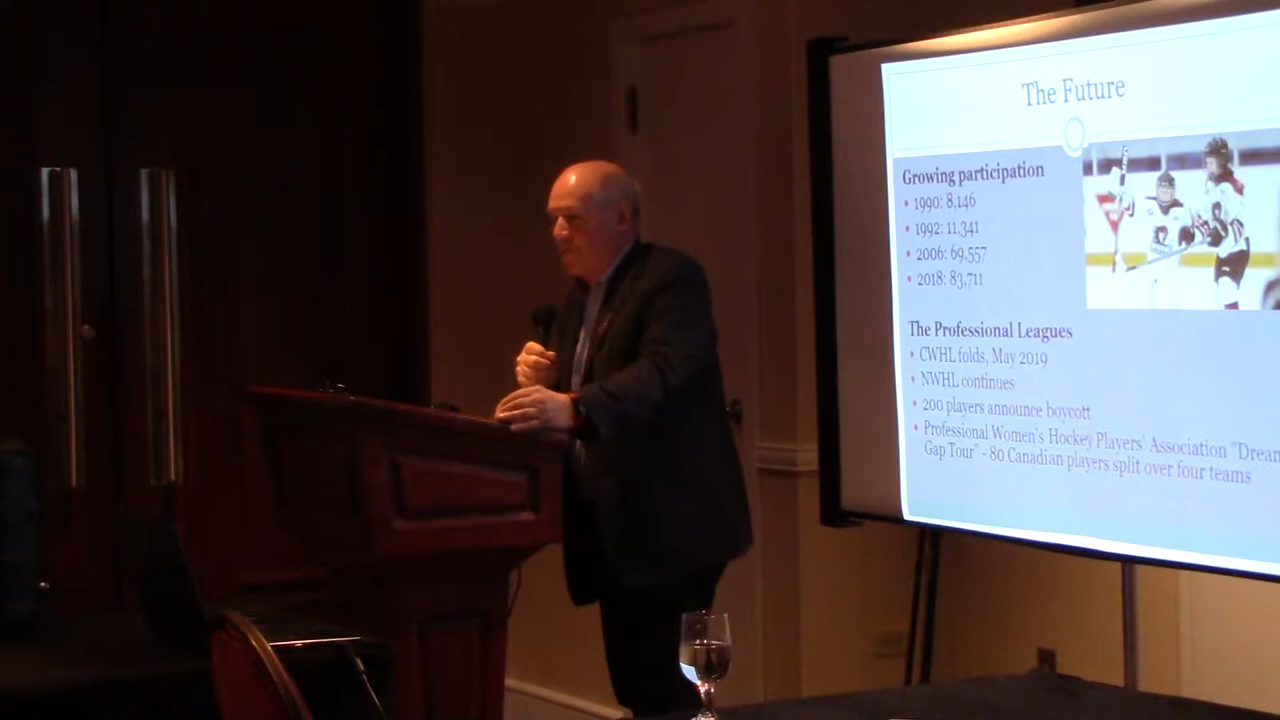 The Future
Growing participation
• 1990: 8,146
• 1992: 11,341
• 2006: 69,557
• 2018: 83,711
The Professional Leagues
• CWHL folds, May 2019
• NWHL continues
• 200 players announce boycott
• Professional Women's Hockey Players' Association "Dream
Gap Tour" - 80 Canadian players split over four teams